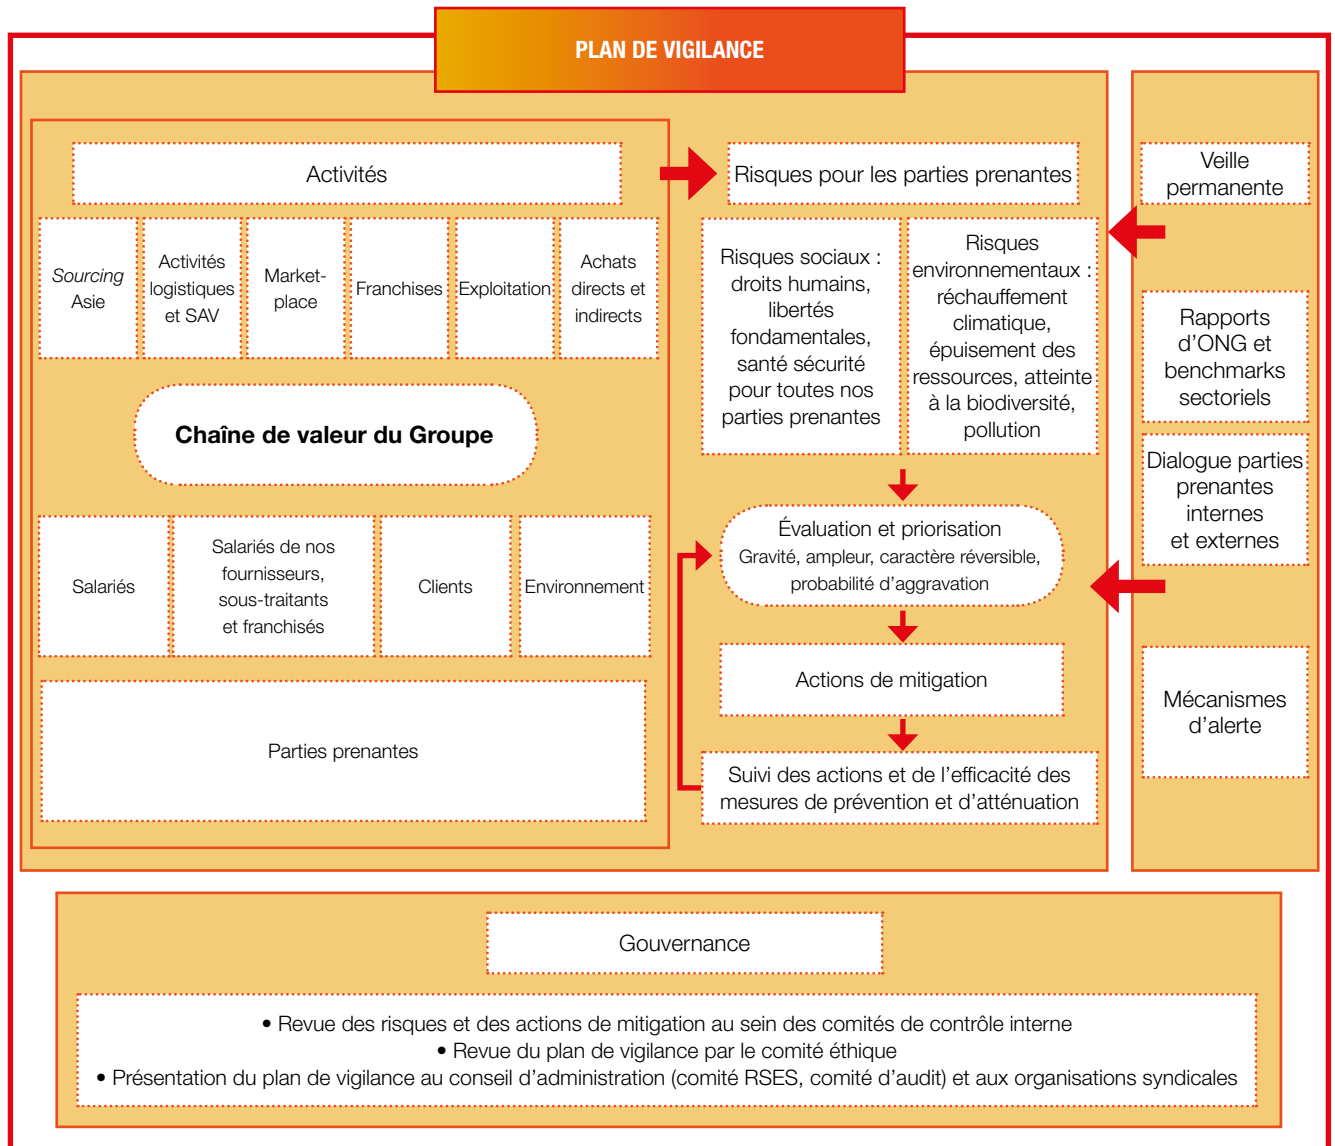 PLAN DE VIGILANCE
Activités
Sourcing
Asie
Activités
logistiques
et SAV
Market-
place
Franchises
Exploitation
Achats
directs et
indirects
Chaîne de valeur du Groupe
Salariés
Salariés de nos
fournisseurs,
sous-traitants
et franchisés
Clients
Environnement
Parties prenantes
Risques pour les parties prenantes
Risques sociaux :
droits humains,
libertés
fondamentales,
santé sécurité
pour toutes nos
parties prenantes
Risques
environnementaux :
réchauffement
climatique,
épuisement des
ressources, atteinte
à la biodiversité,
pollution
Évaluation et priorisation
Gravité, ampleur, caractère réversible,
probabilité d’aggravation
Actions de mitigation
Suivi des actions et de l’efficacité des
mesures de prévention et d’atténuation
Veille
permanente
Rapports
d’ONG et
benchmarks
sectoriels
Dialogue parties
prenantes
internes
et externes
Mécanismes
d’alerte
Gouvernance
• Revue des risques et des actions de mitigation au sein des comités de contrôle interne
• Revue du plan de vigilance par le comité éthique
• Présentation du plan de vigilance au conseil d’administration (comité RSES, comité d’audit) et aux organisations syndicales